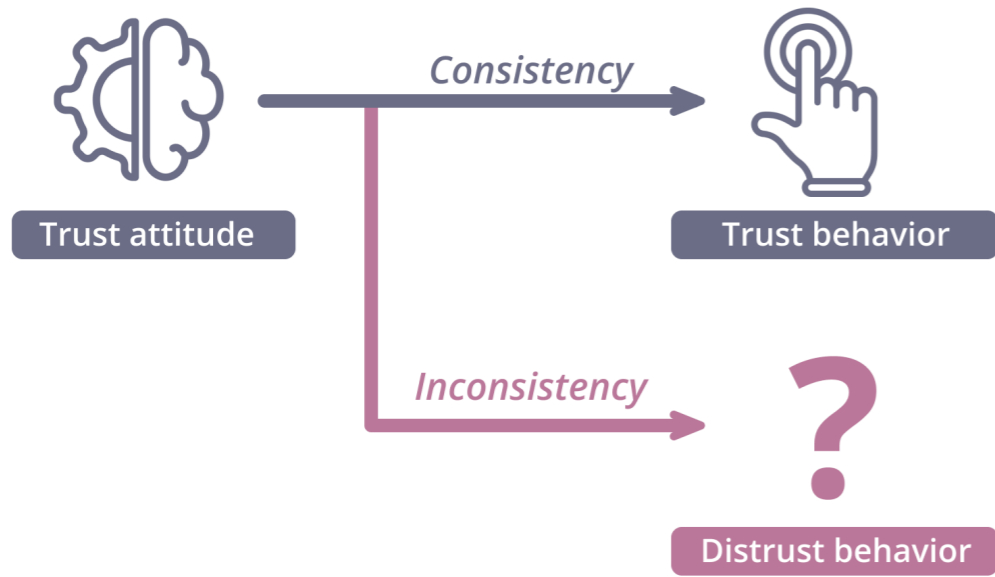 Consistency
Trust attitude
Trust behavior
Inconsistency
?
Distrust behavior